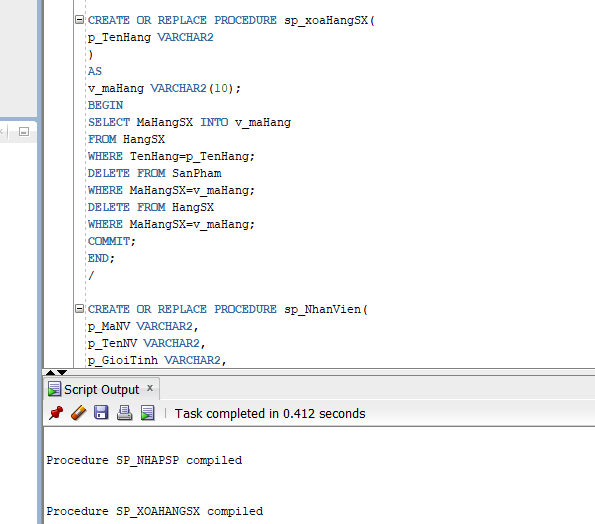 CREATE OR REPLACE PROCEDURE sp_xoaHangSX(
p_TenHang VARCHAR2
)
AS
v_maHang VARCHAR2(10);
BEGIN
SELECT MaHangSX INTO v_maHang
FROM HangSX
WHERE TenHang=p_TenHang;
DELETE FROM SanPham
WHERE MaHangSX=v_maHang;
DELETE FROM HangSX
WHERE MaHangSX=v_maHang;
COMMIT;
END;
/
CREATE OR REPLACE PROCEDURE sp_NhanVien(
p_MaNV VARCHAR2,
p_TenNV VARCHAR2,
p_GioiTinh VARCHAR2,
Script Output x
Task completed in 0.412 seconds
Procedure SP_NHAPSP compiled
Procedure SP_XOAHANGSX compiled